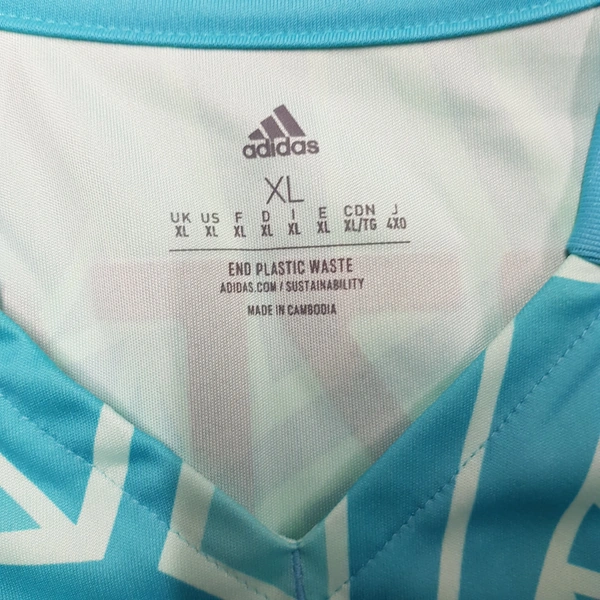 adidas
XL
UK US F D I E CDN J
XL XL XL XL XL XL XL/TG 4XO
END PLASTIC WASTE
ADIDAS.COM / SUSTAINABILITY
MADE IN CAMBODIA